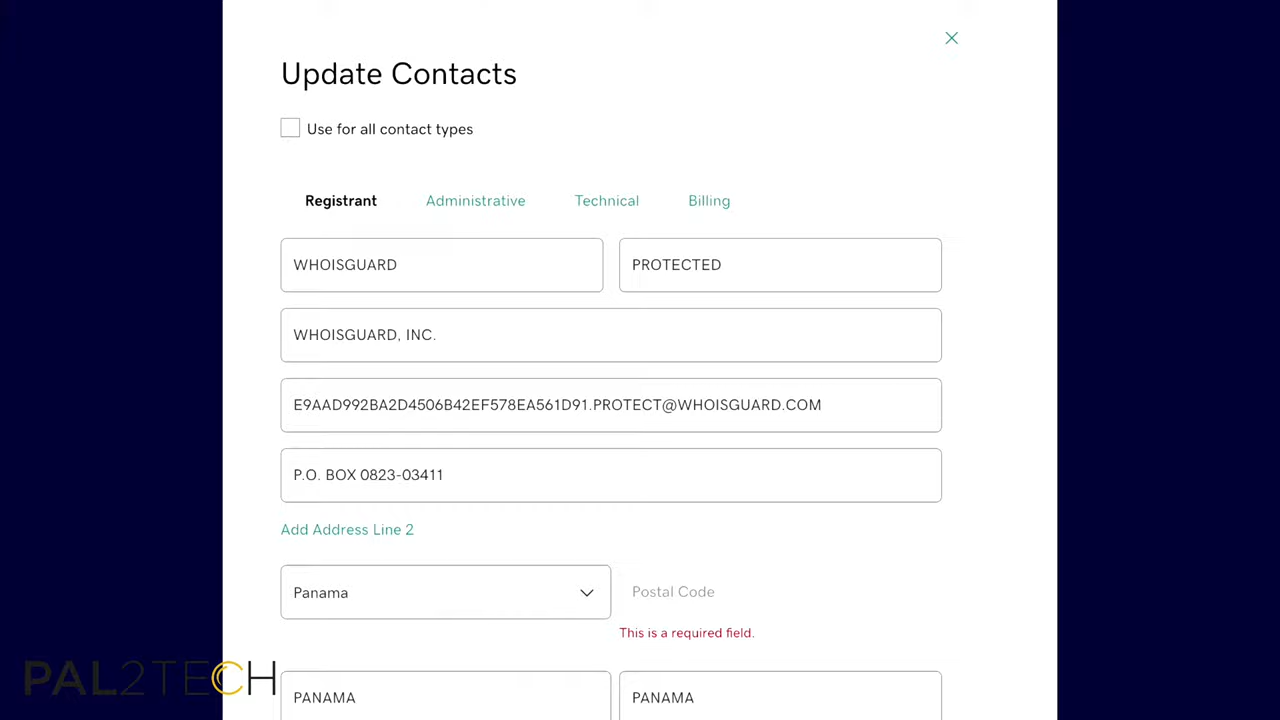 Update Contacts
Use for all contact types
Registrant Administrative Technical Billing
WHOISGUARD PROTECTED
WHOISGUARD, INC.
E9AAD992BA2D4506B42EF578EA561D91.PROTECT@WHOISGUARD.COM
P.O. BOX 0823-03411
Add Address Line 2
Panama Postal Code
This is a required field.
PANAMA PANAMA
PAL2TECH